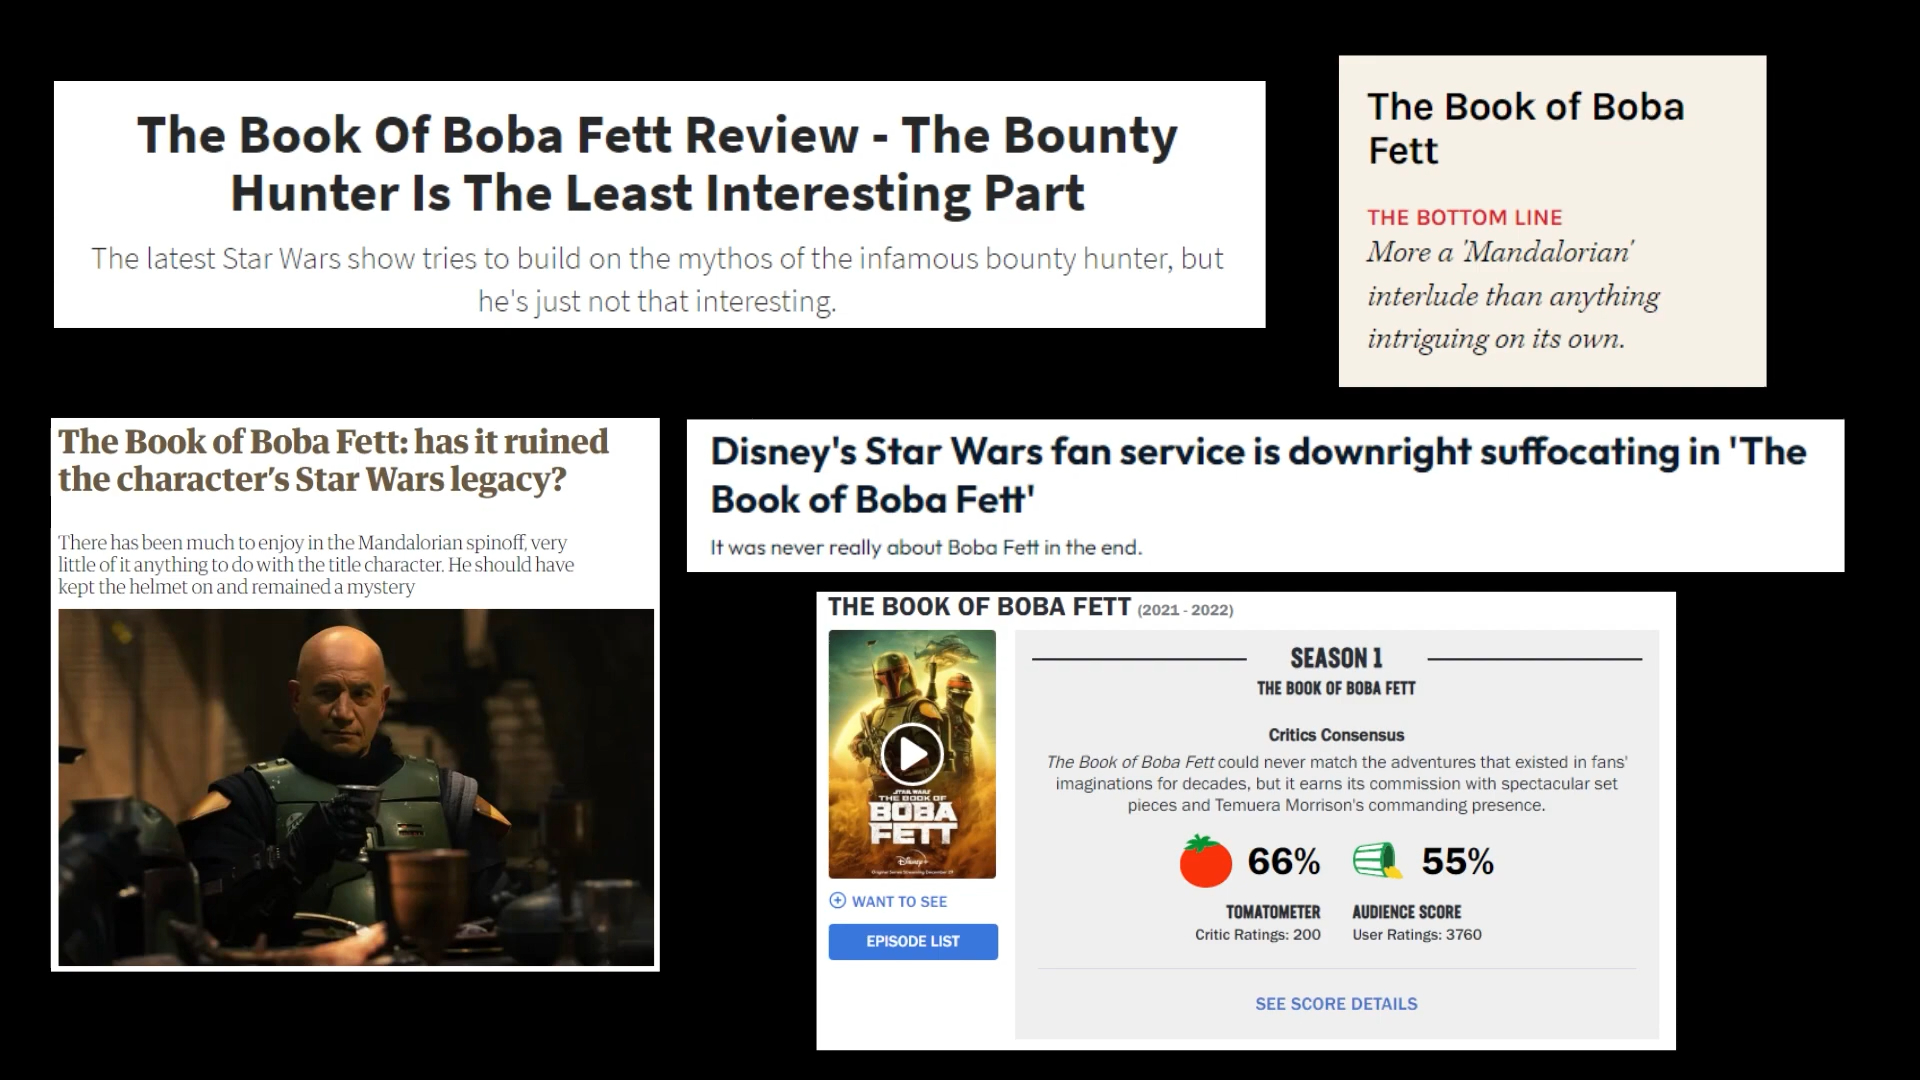 The Book Of Boba Fett Review - The Bounty
Hunter Is The Least Interesting Part
The latest Star Wars show tries to build on the mythos of the infamous bounty hunter, but
he's just not that interesting.
The Book of Boba
Fett
THE BOTTOM LINE
More a 'Mandalorian'
interlude than anything
intriguing on its own.
The Book of Boba Fett: has it ruined
the character's Star Wars legacy?
There has been much to enjoy in the Mandalorian spinoff, very
little of it anything to do with the title character. He should have
kept the helmet on and remained a mystery
Disney's Star Wars fan service is downright suffocating in 'The
Book of Boba Fett'
It was never really about Boba Fett in the end.
THE BOOK OF BOBA FETT (2021 - 2022)
STAR WARS
THE BOOK OF
BOBA
FETT
Disney+
Original Series Streaming December 29
WANT TO SEE
EPISODE LIST
SEASON 1
THE BOOK OF BOBA FETT
Critics Consensus
The Book of Boba Fett could never match the adventures that existed in fans'
imaginations for decades, but it earns its commission with spectacular set
pieces and Temuera Morrison's commanding presence.
66% 55%
TOMATOMETER AUDIENCE SCORE
Critic Ratings: 200 User Ratings: 3760
SEE SCORE DETAILS